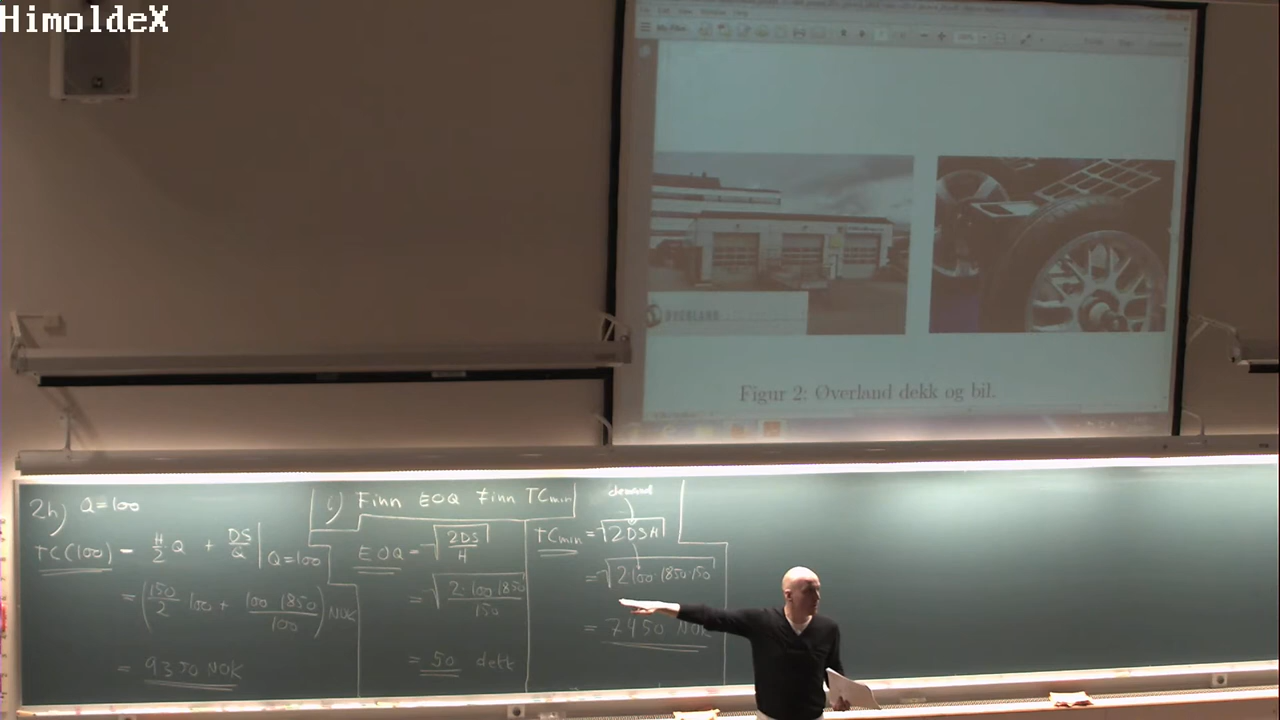 HimoldeX
ØVERLAND
Figur 2: Øverland dekk og bil.
2h) Q=100
TC(100) = H/2 Q + DS/Q | Q=100
= (150/2 · 100 + 100 · 1850/100) NOK
= 9350 NOK
i) Finn EOQ Finn TCmin
EOQ = √(2DS/H)
= √(2·100·1850/150)
= 50 dekk
demand
TCmin = √(2DSH)
= √(2·100·1850·150)
= 7450 NOK